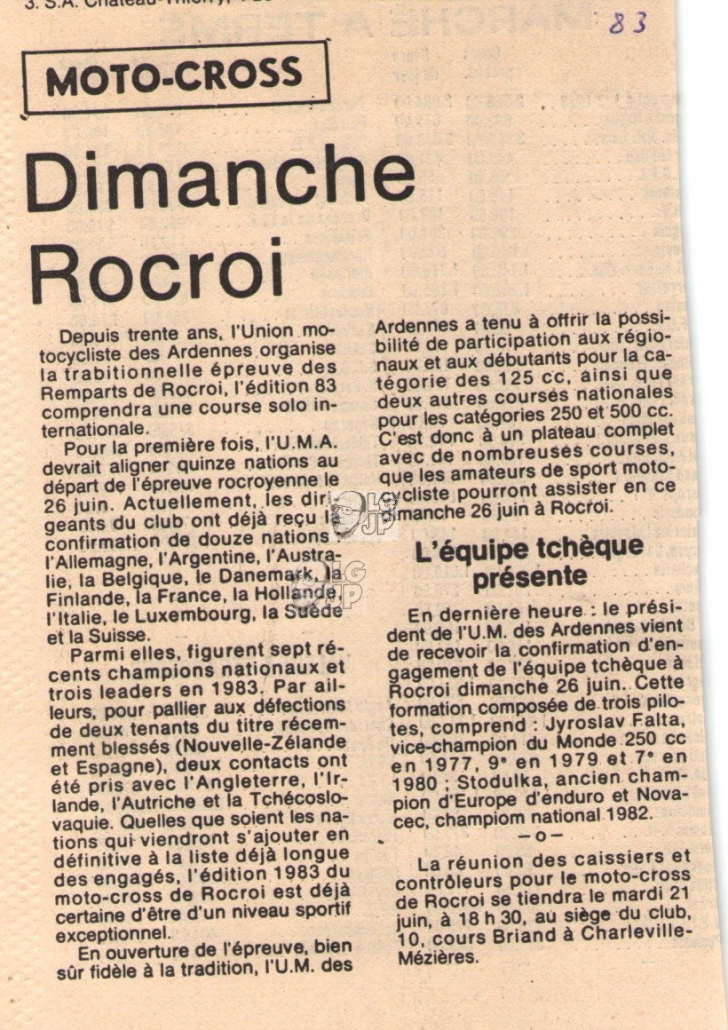 3. S.A. Château-Thierry,
83
MOTO-CROSS
Dimanche
Rocroi
Depuis trente ans, l'Union mo-
tocycliste des Ardennes organise
la trabitionnelle épreuve des
Remparts de Rocroi, l'édition 83
comprendra une course solo in-
ternationale.
Pour la première fois, l'U.M.A.
devrait aligner quinze nations au
départ de l'épreuve rocroyenne le
26 juin. Actuellement, les diri-
geants du club ont déjà reçu la
confirmation de douze nations :
l'Allemagne, l'Argentine, l'Austra-
lie, la Belgique, le Danemark, la
Finlande, la France, la Hollande,
l'Italie, le Luxembourg, la Suède
et la Suisse.
Parmi elles, figurent sept ré-
cents champions nationaux et
trois leaders en 1983. Par ail-
leurs, pour pallier aux défections
de deux tenants du titre récem-
ment blessés (Nouvelle-Zélande
et Espagne), deux contacts ont
été pris avec l'Angleterre, l'Ir-
lande, l'Autriche et la Tchécoslo-
vaquie. Quelles que soient les na-
tions qui viendront s'ajouter en
définitive à la liste déjà longue
des engagés, l'édition 1983 du
moto-cross de Rocroi est déjà
certaine d'être d'un niveau sportif
exceptionnel.
En ouverture de l'épreuve, bien
sûr fidèle à la tradition, l'U.M. des
Ardennes a tenu à offrir la possi-
bilité de participation aux régio-
naux et aux débutants pour la ca-
tégorie des 125 cc, ainsi que
deux autres courses nationales
pour les catégories 250 et 500 cc.
C'est donc à un plateau complet
avec de nombreuses courses,
que les amateurs de sport moto-
cycliste pourront assister en ce
dimanche 26 juin à Rocroi.
L'équipe tchèque
présente
En dernière heure : le prési-
dent de l'U.M. des Ardennes vient
de recevoir la confirmation d'en-
gagement de l'équipe tchèque à
Rocroi dimanche 26 juin. Cette
formation composée de trois pilo-
tes, comprend : Jyroslav Falta,
vice-champion du Monde 250 cc
en 1977, 9e en 1979 et 7e en
1980 ; Stodulka, ancien cham-
pion d'Europe d'enduro et Nova-
cec, champiom national 1982.
—o—
La réunion des caissiers et
contrôleurs pour le moto-cross
de Rocroi se tiendra le mardi 21
juin, à 18 h 30, au siège du club,
10, cours Briand à Charleville-
Mézières.